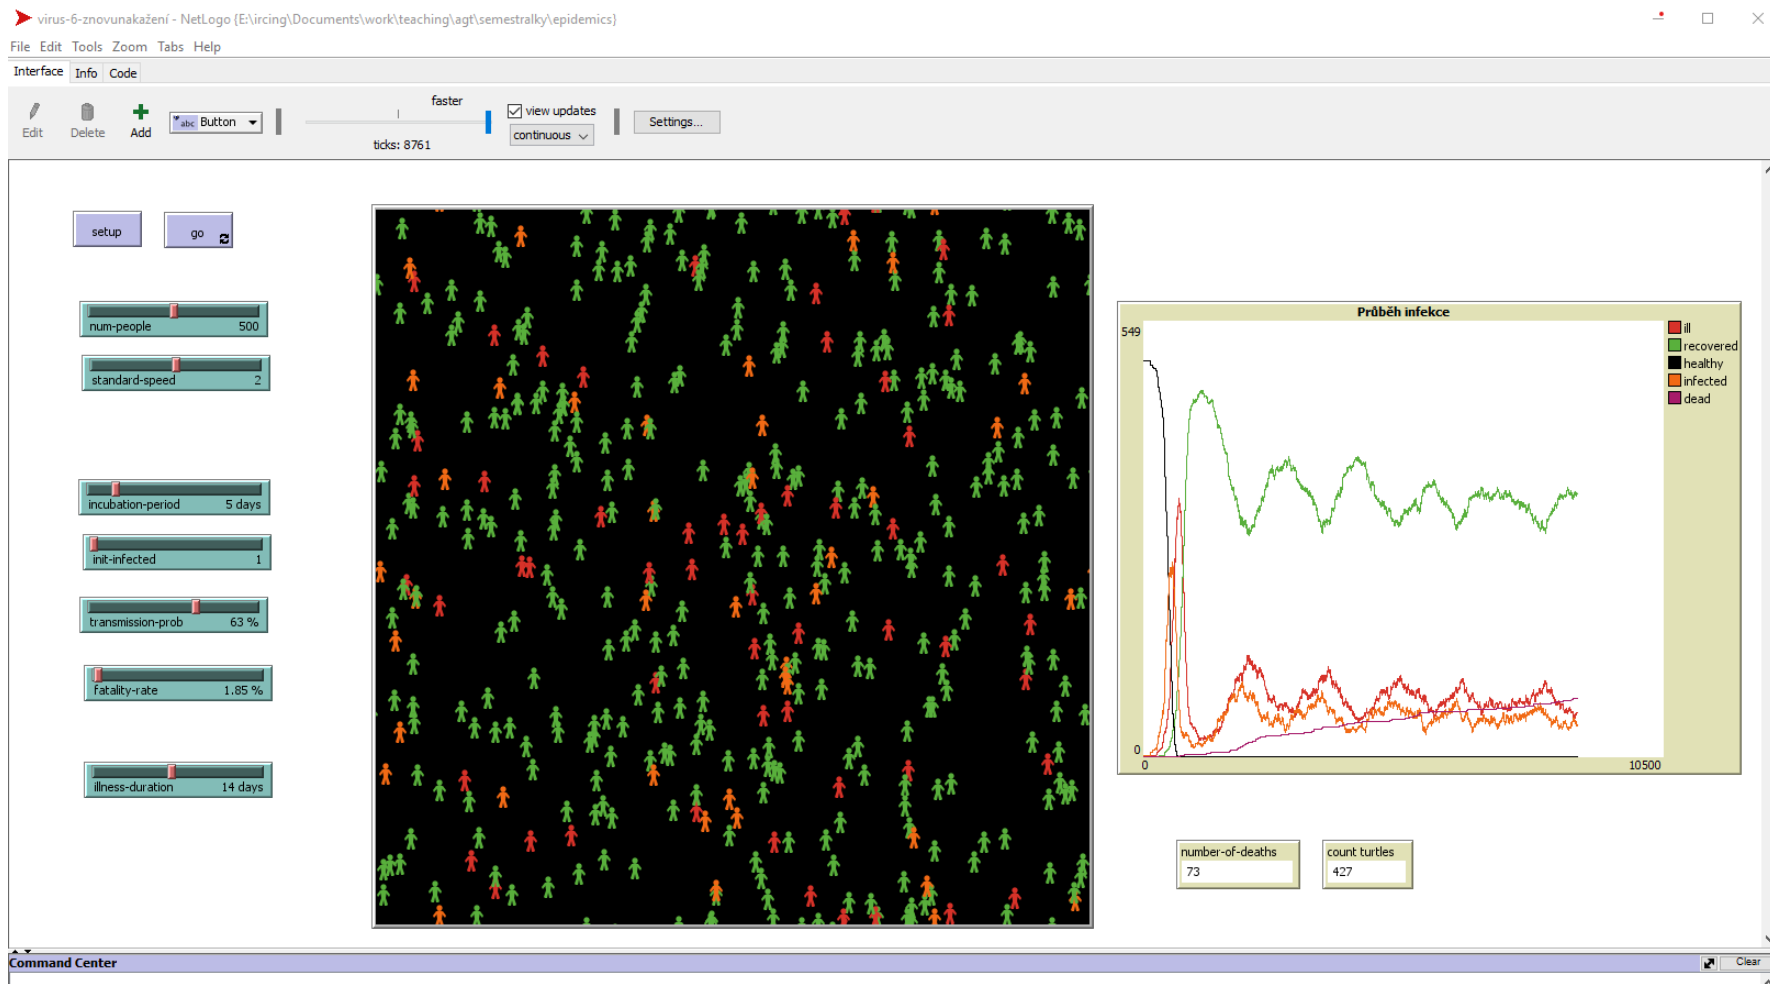 virus-6-znovunakažení - NetLogo {E:\ircing\Documents\work\teaching\agt\semestralky\epidemics}
File Edit Tools Zoom Tabs Help
Interface Info Code
Edit Delete Add abc Button faster view updates Settings...
ticks: 8761 continuous
setup go
num-people 500
standard-speed 2
incubation-period 5 days
init-infected 1
transmission-prob 63 %
fatality-rate 1.85 %
illness-duration 14 days
Průběh infekce
549
0
0 10500
ill
recovered
healthy
infected
dead
number-of-deaths
73
count turtles
427
Command Center Clear